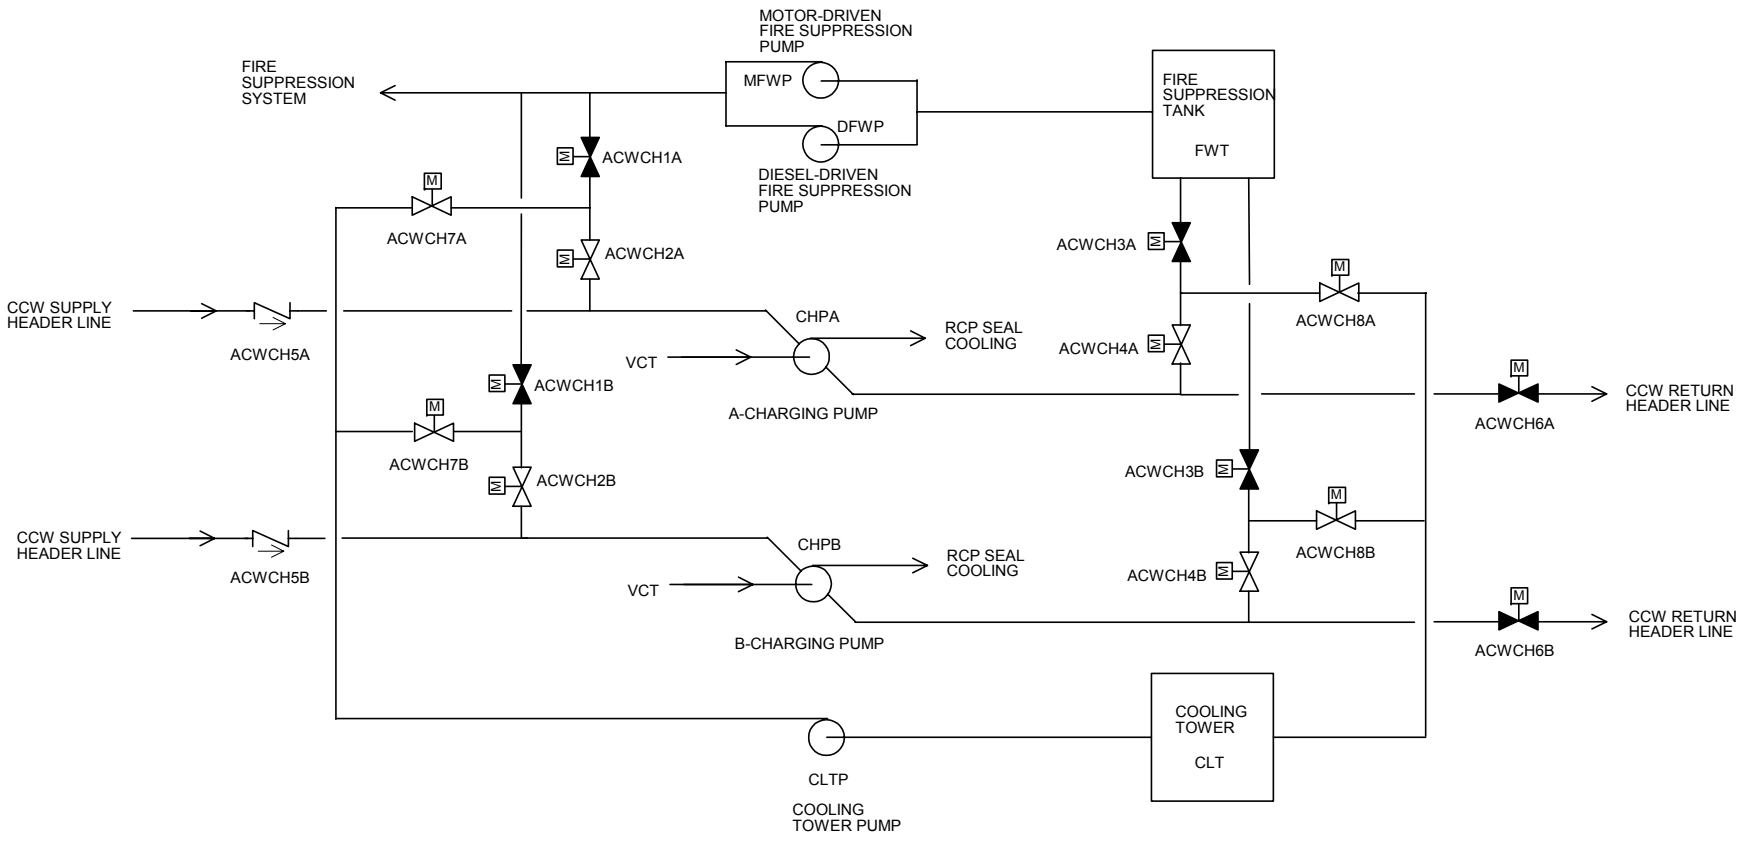 MOTOR-DRIVEN
FIRE SUPPRESSION
PUMP
FIRE
SUPPRESSION
SYSTEM
MFWP
DFWP
DIESEL-DRIVEN
FIRE SUPPRESSION
PUMP
FIRE
SUPPRESSION
TANK
FWT
M
ACWCH1A
M
ACWCH7A
M
ACWCH2A
M
ACWCH3A
M
ACWCH8A
CCW SUPPLY
HEADER LINE
ACWCH5A
CHPA
VCT
RCP SEAL
COOLING
A-CHARGING PUMP
M
ACWCH4A
M
ACWCH6A
CCW RETURN
HEADER LINE
M
ACWCH1B
M
ACWCH7B
M
ACWCH2B
M
ACWCH3B
M
ACWCH8B
CCW SUPPLY
HEADER LINE
ACWCH5B
CHPB
VCT
RCP SEAL
COOLING
B-CHARGING PUMP
M
ACWCH4B
M
ACWCH6B
CCW RETURN
HEADER LINE
COOLING
TOWER
CLT
CLTP
COOLING
TOWER PUMP